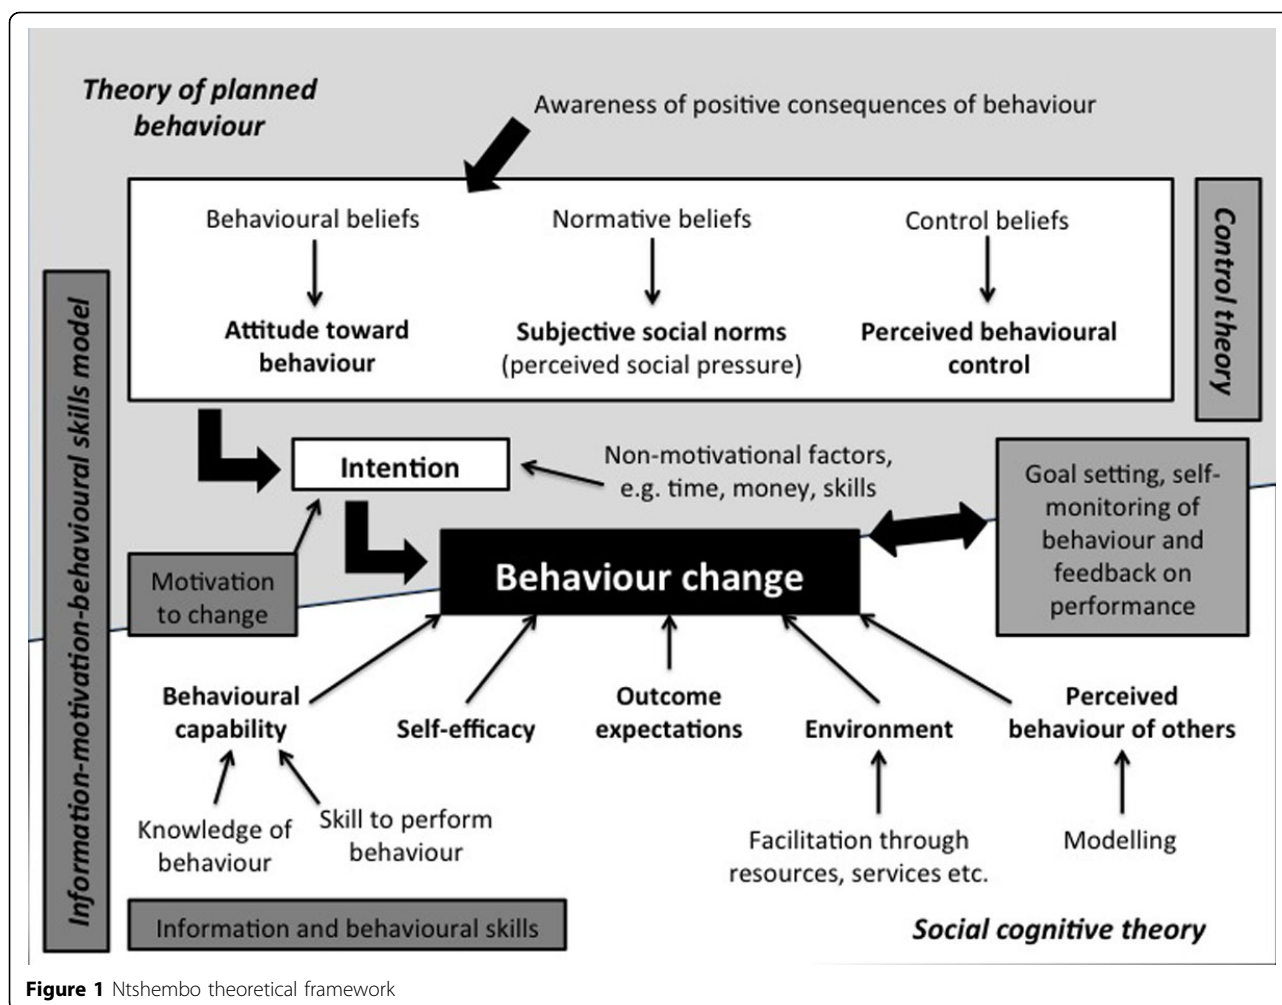 Theory of planned
behaviour
Awareness of positive consequences of behaviour
Control theory
Behavioural beliefs
Normative beliefs
Control beliefs
Attitude toward
behaviour
Subjective social norms
(perceived social pressure)
Perceived behavioural
control
Information-motivation-behavioural skills model
Intention
Non-motivational factors,
e.g. time, money, skills
Goal setting, self-
monitoring of
behaviour and
feedback on
performance
Motivation
to change
Behaviour change
Behavioural
capability
Self-efficacy
Outcome
expectations
Environment
Perceived
behaviour of others
Knowledge of
behaviour
Skill to perform
behaviour
Facilitation through
resources, services etc.
Modelling
Information and behavioural skills
Social cognitive theory
Figure 1 Ntshembo theoretical framework